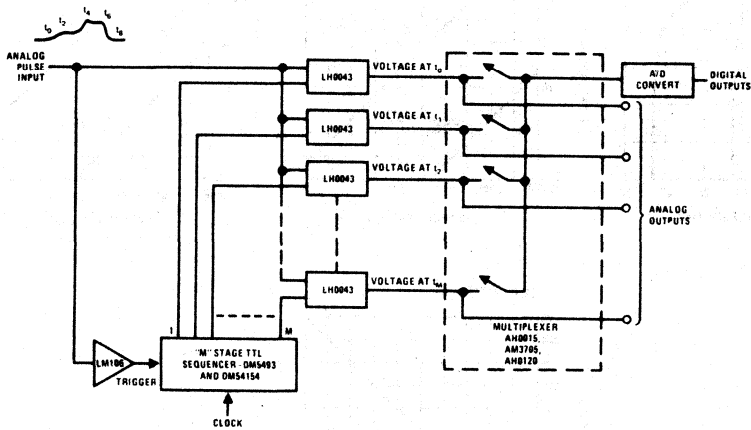 t₀ t₂ t₄ t₆ t₈
ANALOG
PULSE
INPUT
LH0043
VOLTAGE AT t₀
A/D
CONVERT
DIGITAL
OUTPUTS
LH0043
VOLTAGE AT t₁
LH0043
VOLTAGE AT t₂
ANALOG
OUTPUTS
LH0043
VOLTAGE AT tM
1
M
MULTIPLEXER
AH0015,
AM3705,
AH0120
LM106
TRIGGER
"M" STAGE TTL
SEQUENCER - DM5493
AND DM54154
CLOCK